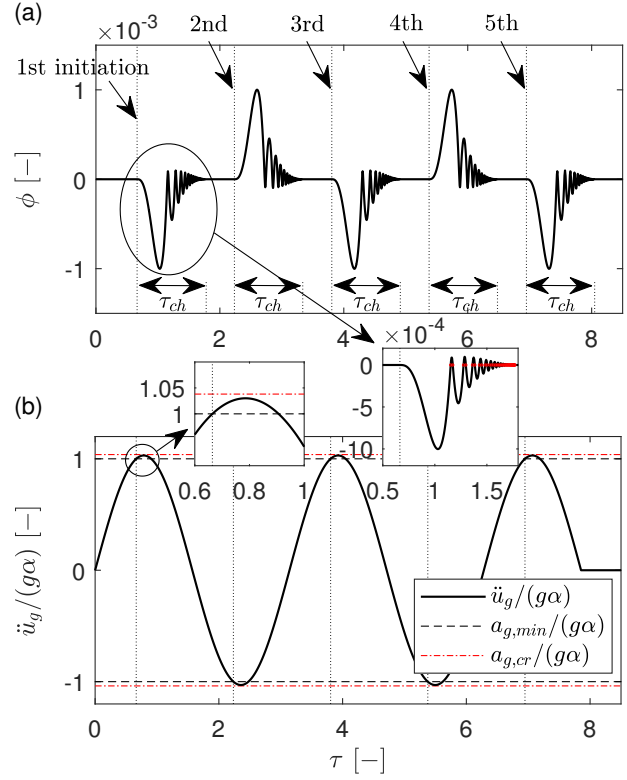 (a)
×10⁻³
2nd
3rd
4th
5th
1st initiation
1
0
-1
ϕ [−]
τ_ch
τ_ch
τ_ch
τ_ch
τ_ch
0
2
4
6
8
×10⁻⁴
0
-5
-10
0.5
1
1.5
1.05
1
0.6
0.8
1
(b)
1
0
-1
ü_g/(gα) [−]
ü_g/(gα)
a_{g,min}/(gα)
a_{g,cr}/(gα)
0
2
4
6
8
τ [−]